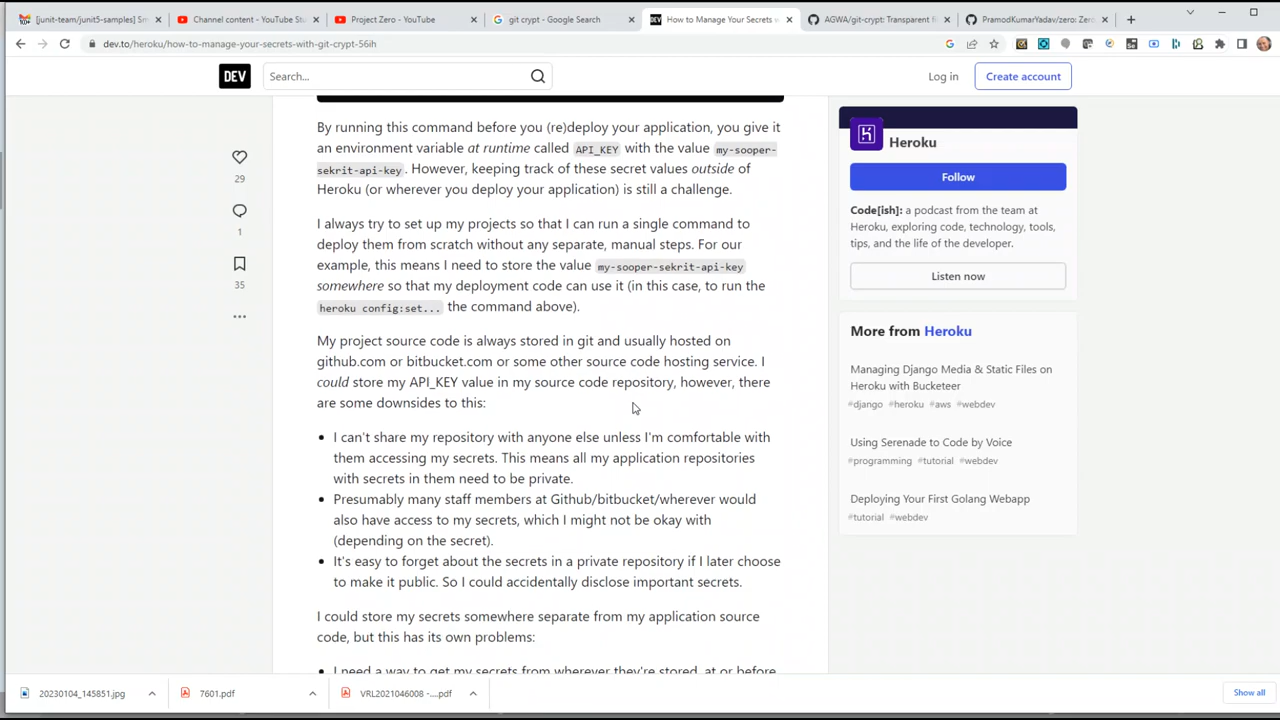 [junit-team/junit5-samples] Sm
Channel content - YouTube Stu
Project Zero - YouTube
git crypt - Google Search
How to Manage Your Secrets w
AGWA/git-crypt: Transparent f
PramodKumarYadav/zero: Zero
dev.to/heroku/how-to-manage-your-secrets-with-git-crypt-56ih
DEV
Search...
Log in
Create account
By running this command before you (re)deploy your application, you give it
an environment variable at runtime called API_KEY with the value my-sooper-
sekrit-api-key. However, keeping track of these secret values outside of
Heroku (or wherever you deploy your application) is still a challenge.
I always try to set up my projects so that I can run a single command to
deploy them from scratch without any separate, manual steps. For our
example, this means I need to store the value my-sooper-sekrit-api-key
somewhere so that my deployment code can use it (in this case, to run the
heroku config:set... the command above).
My project source code is always stored in git and usually hosted on
github.com or bitbucket.com or some other source code hosting service. I
could store my API_KEY value in my source code repository, however, there
are some downsides to this:
I can't share my repository with anyone else unless I'm comfortable with
them accessing my secrets. This means all my application repositories
with secrets in them need to be private.
Presumably many staff members at Github/bitbucket/wherever would
also have access to my secrets, which I might not be okay with
(depending on the secret).
It's easy to forget about the secrets in a private repository if I later choose
to make it public. So I could accidentally disclose important secrets.
I could store my secrets somewhere separate from my application source
code, but this has its own problems:
I need a way to get my secrets from wherever they're stored, at or before
29
1
35
Heroku
Follow
Code[ish]: a podcast from the team at
Heroku, exploring code, technology, tools,
tips, and the life of the developer.
Listen now
More from Heroku
Managing Django Media & Static Files on
Heroku with Bucketeer
#django #heroku #aws #webdev
Using Serenade to Code by Voice
#programming #tutorial #webdev
Deploying Your First Golang Webapp
#tutorial #webdev
20230104_145851.jpg
7601.pdf
VRL2021046008 -....pdf
Show all